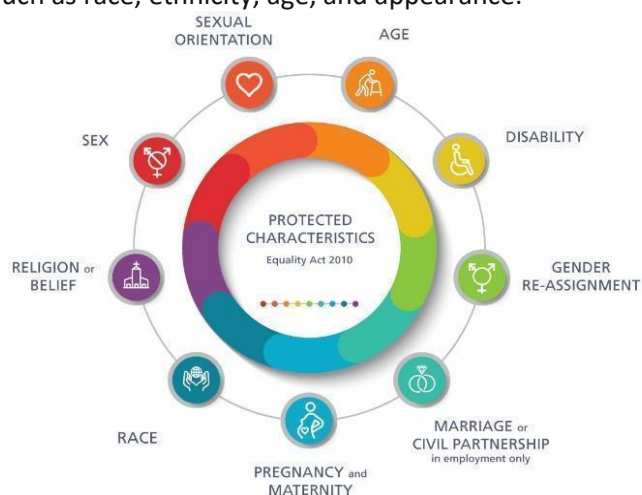 such as race, ethnicity, age, and appearance.
SEXUAL
ORIENTATION
AGE
SEX
DISABILITY
PROTECTED
CHARACTERISTICS
Equality Act 2010
RELIGION or
BELIEF
GENDER
RE-ASSIGNMENT
RACE
MARRIAGE or
CIVIL PARTNERSHIP
in employment only
PREGNANCY and
MATERNITY